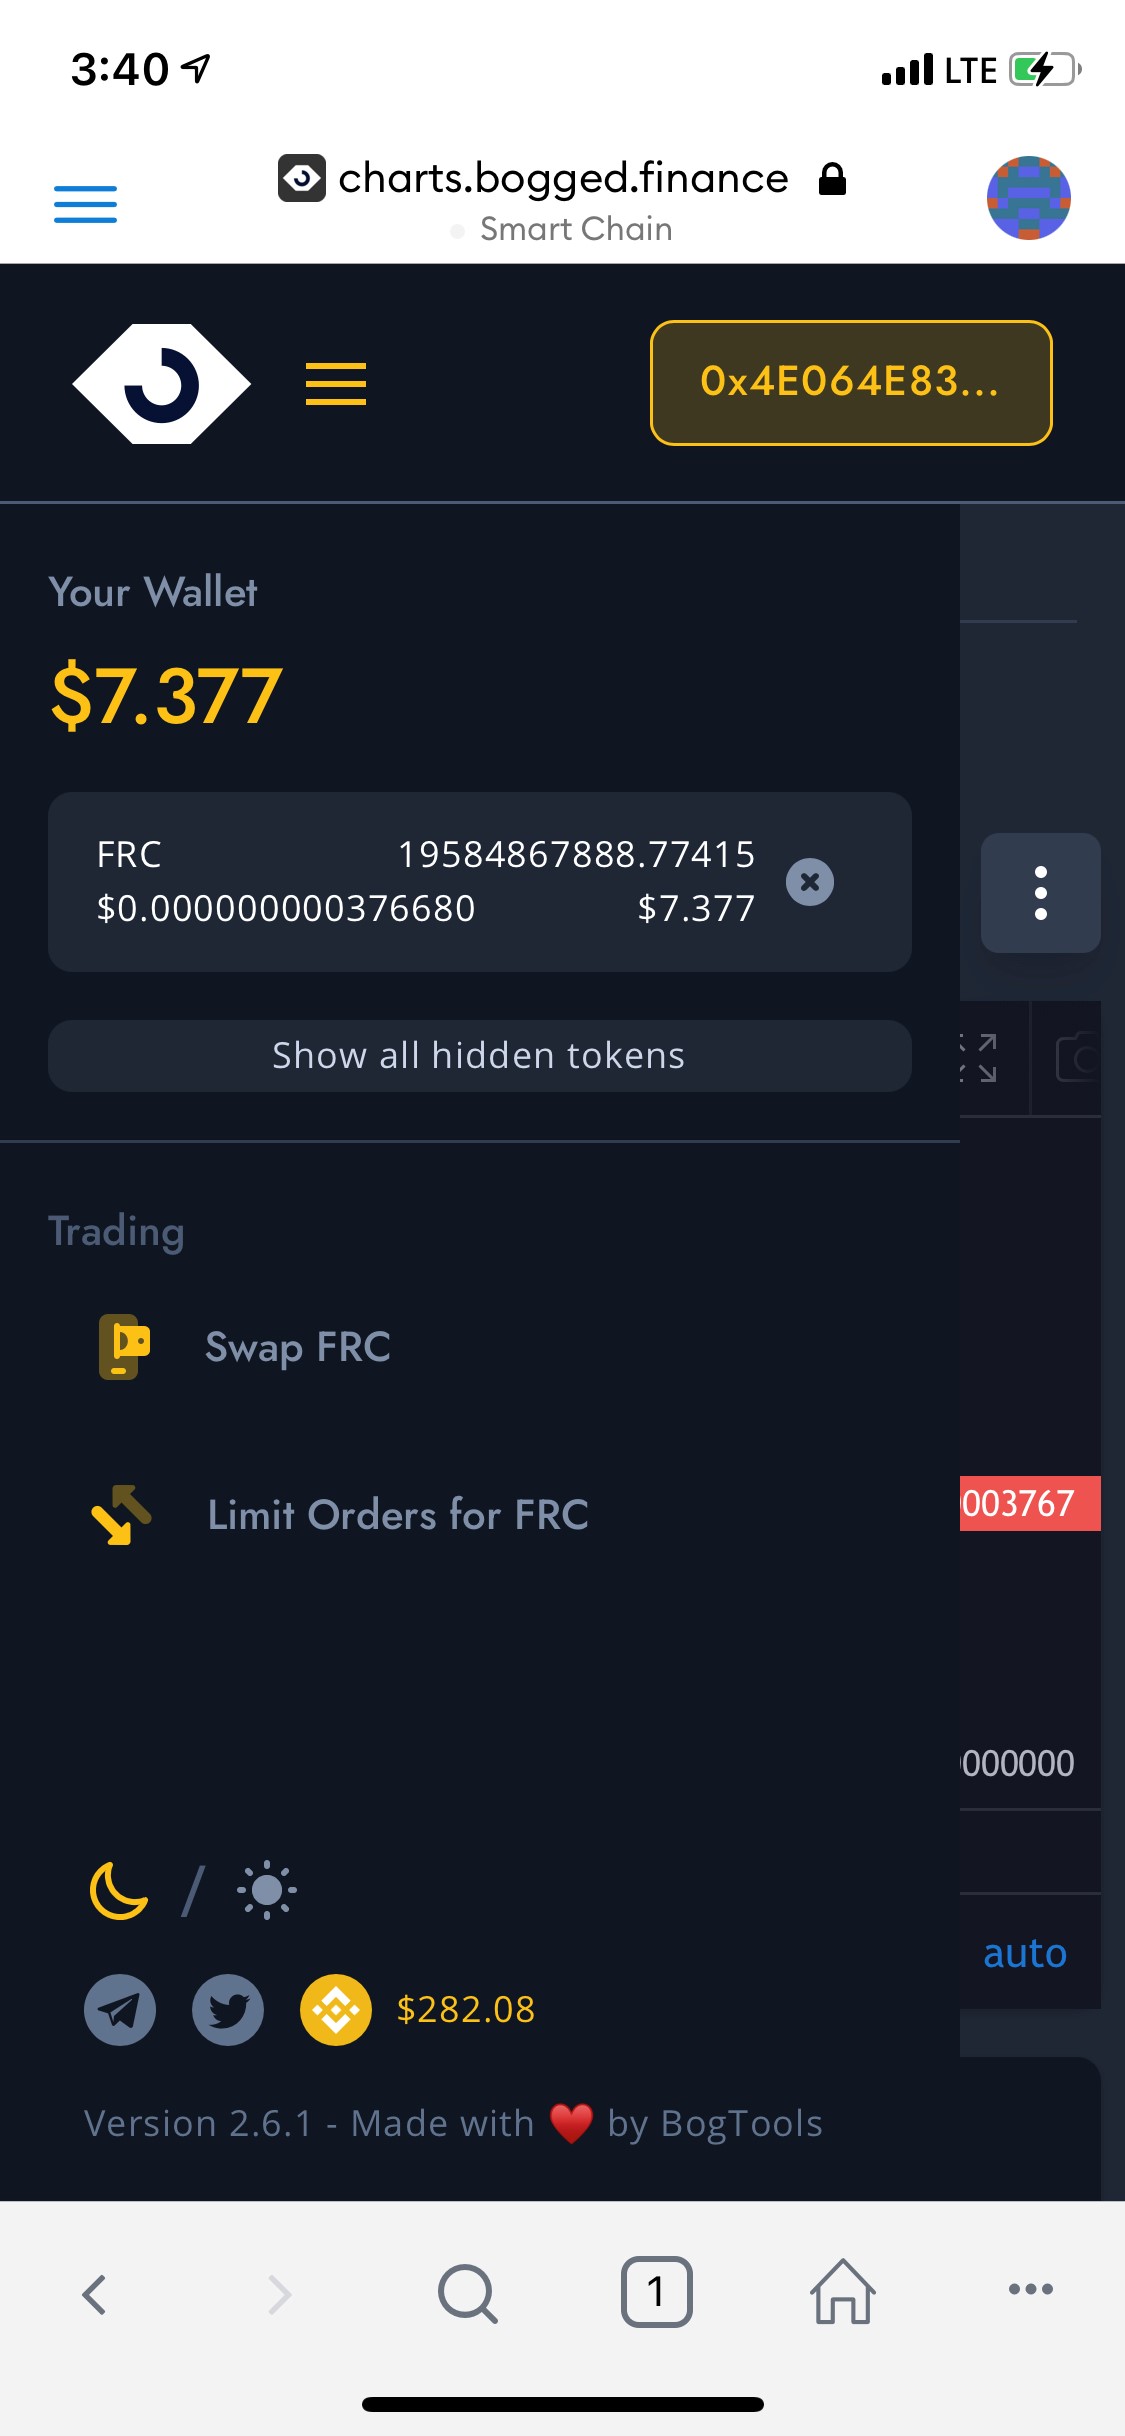 3:40
LTE
charts.bogged.finance
Smart Chain
0x4E064E83...
Your Wallet
$7.377
FRC 19584867888.77415
$0.000000000376680 $7.377
Show all hidden tokens
Trading
Swap FRC
003767
Limit Orders for FRC
000000
/
auto
$282.08
Version 2.6.1 - Made with ❤️ by BogTools
1